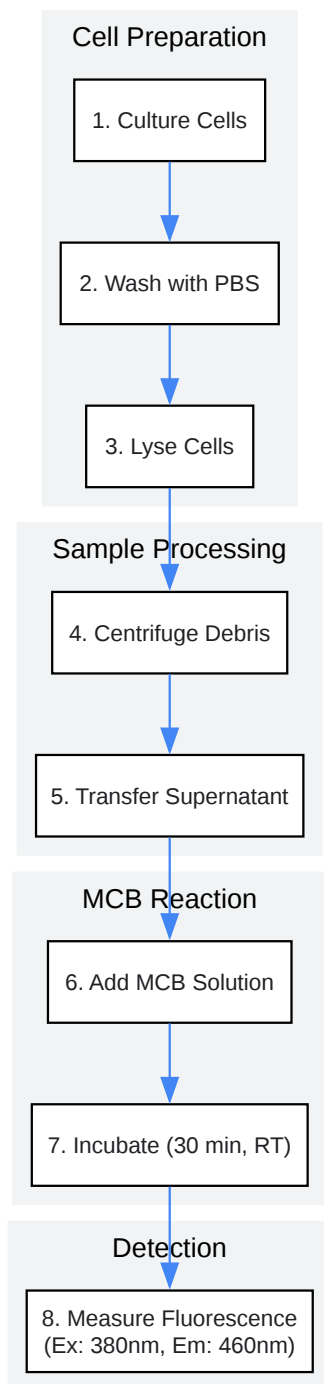 Cell Preparation
1. Culture Cells
2. Wash with PBS
3. Lyse Cells
Sample Processing
4. Centrifuge Debris
5. Transfer Supernatant
MCB Reaction
6. Add MCB Solution
7. Incubate (30 min, RT)
Detection
8. Measure Fluorescence
(Ex: 380nm, Em: 460nm)